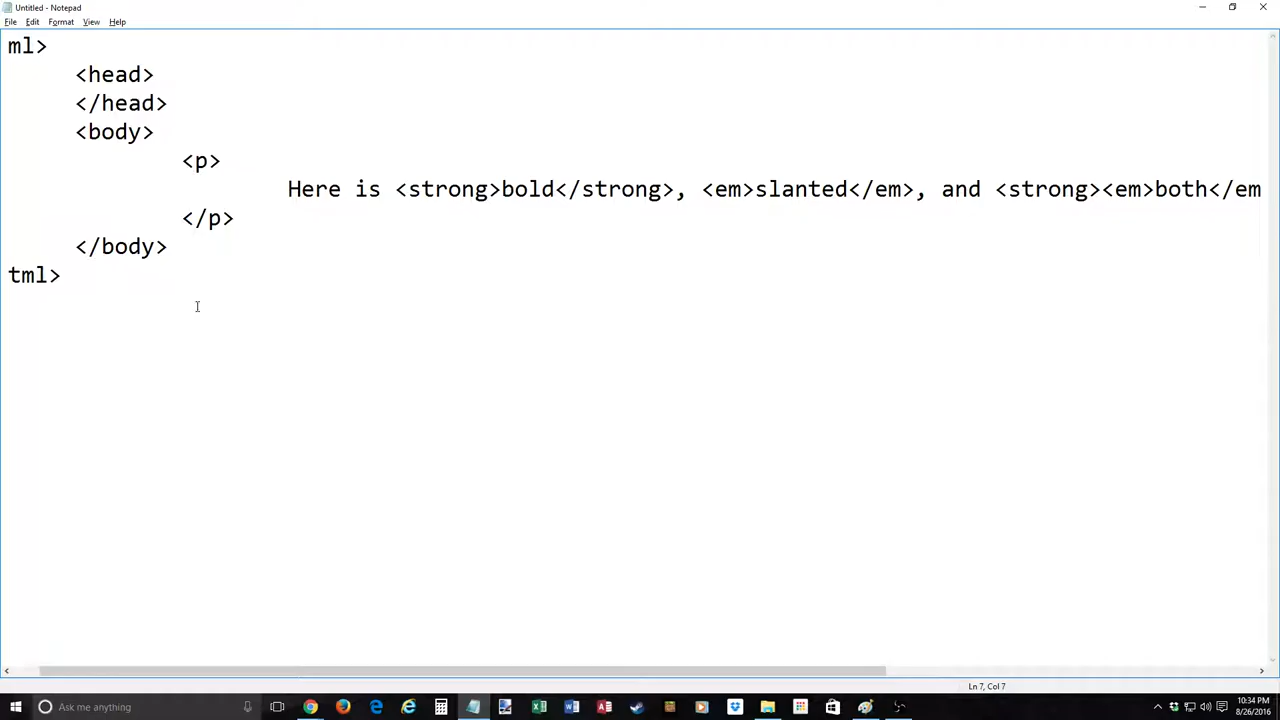 Untitled - Notepad
File Edit Format View Help
ml>
<head>
</head>
<body>
<p>
Here is <strong>bold</strong>, <em>slanted</em>, and <strong><em>both</em
</p>
</body>
tml>
Ln 7, Col 7
Ask me anything
10:34 PM
8/26/2016